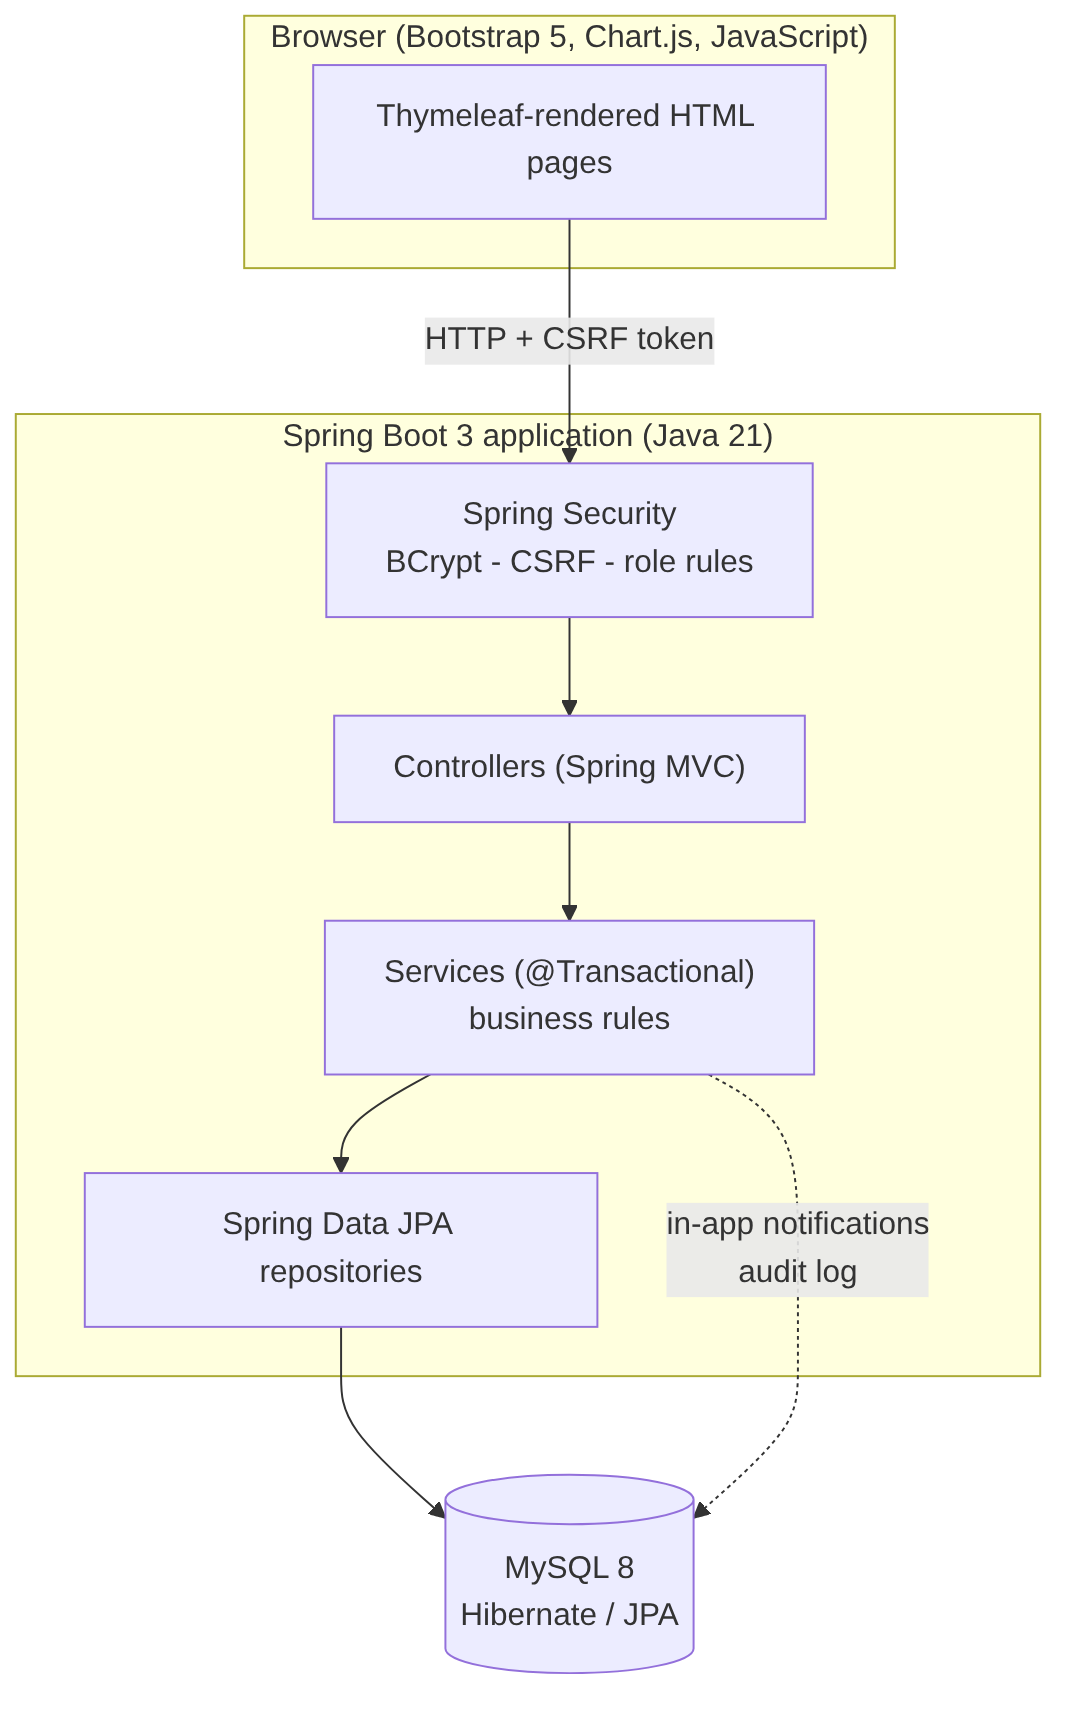 Browser (Bootstrap 5, Chart.js, JavaScript)
Thymeleaf-rendered HTML
pages
HTTP + CSRF token
Spring Boot 3 application (Java 21)
Spring Security
BCrypt - CSRF - role rules
Controllers (Spring MVC)
Services (@Transactional)
business rules
Spring Data JPA
repositories
in-app notifications
audit log
MySQL 8
Hibernate / JPA